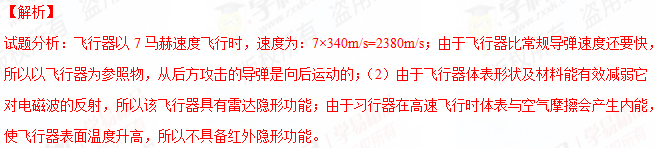 【解析】
试题分析：飞行器以 7 马赫速度飞行时，速度为：7×340m/s=2380m/s；由于飞行器比常规导弹速度还要快，
所以以飞行器为参照物，从后方攻击的导弹是向后运动的；（2）由于飞行器体表形状及材料能有效减弱它
对电磁波的反射，所以该飞行器具有雷达隐形功能；由于习行器在高速飞行时体表与空气摩擦会产生内能，
使飞行器表面温度升高，所以不具备红外隐形功能。